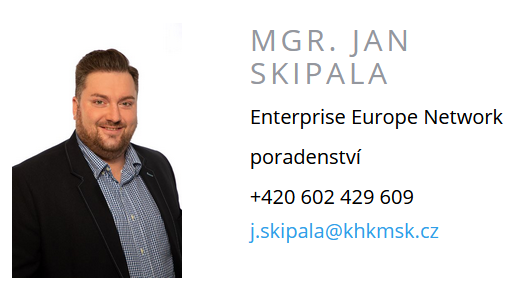 MGR. JAN
SKIPALA
Enterprise Europe Network
poradenství
+420 602 429 609
j.skipala@khkmsk.cz